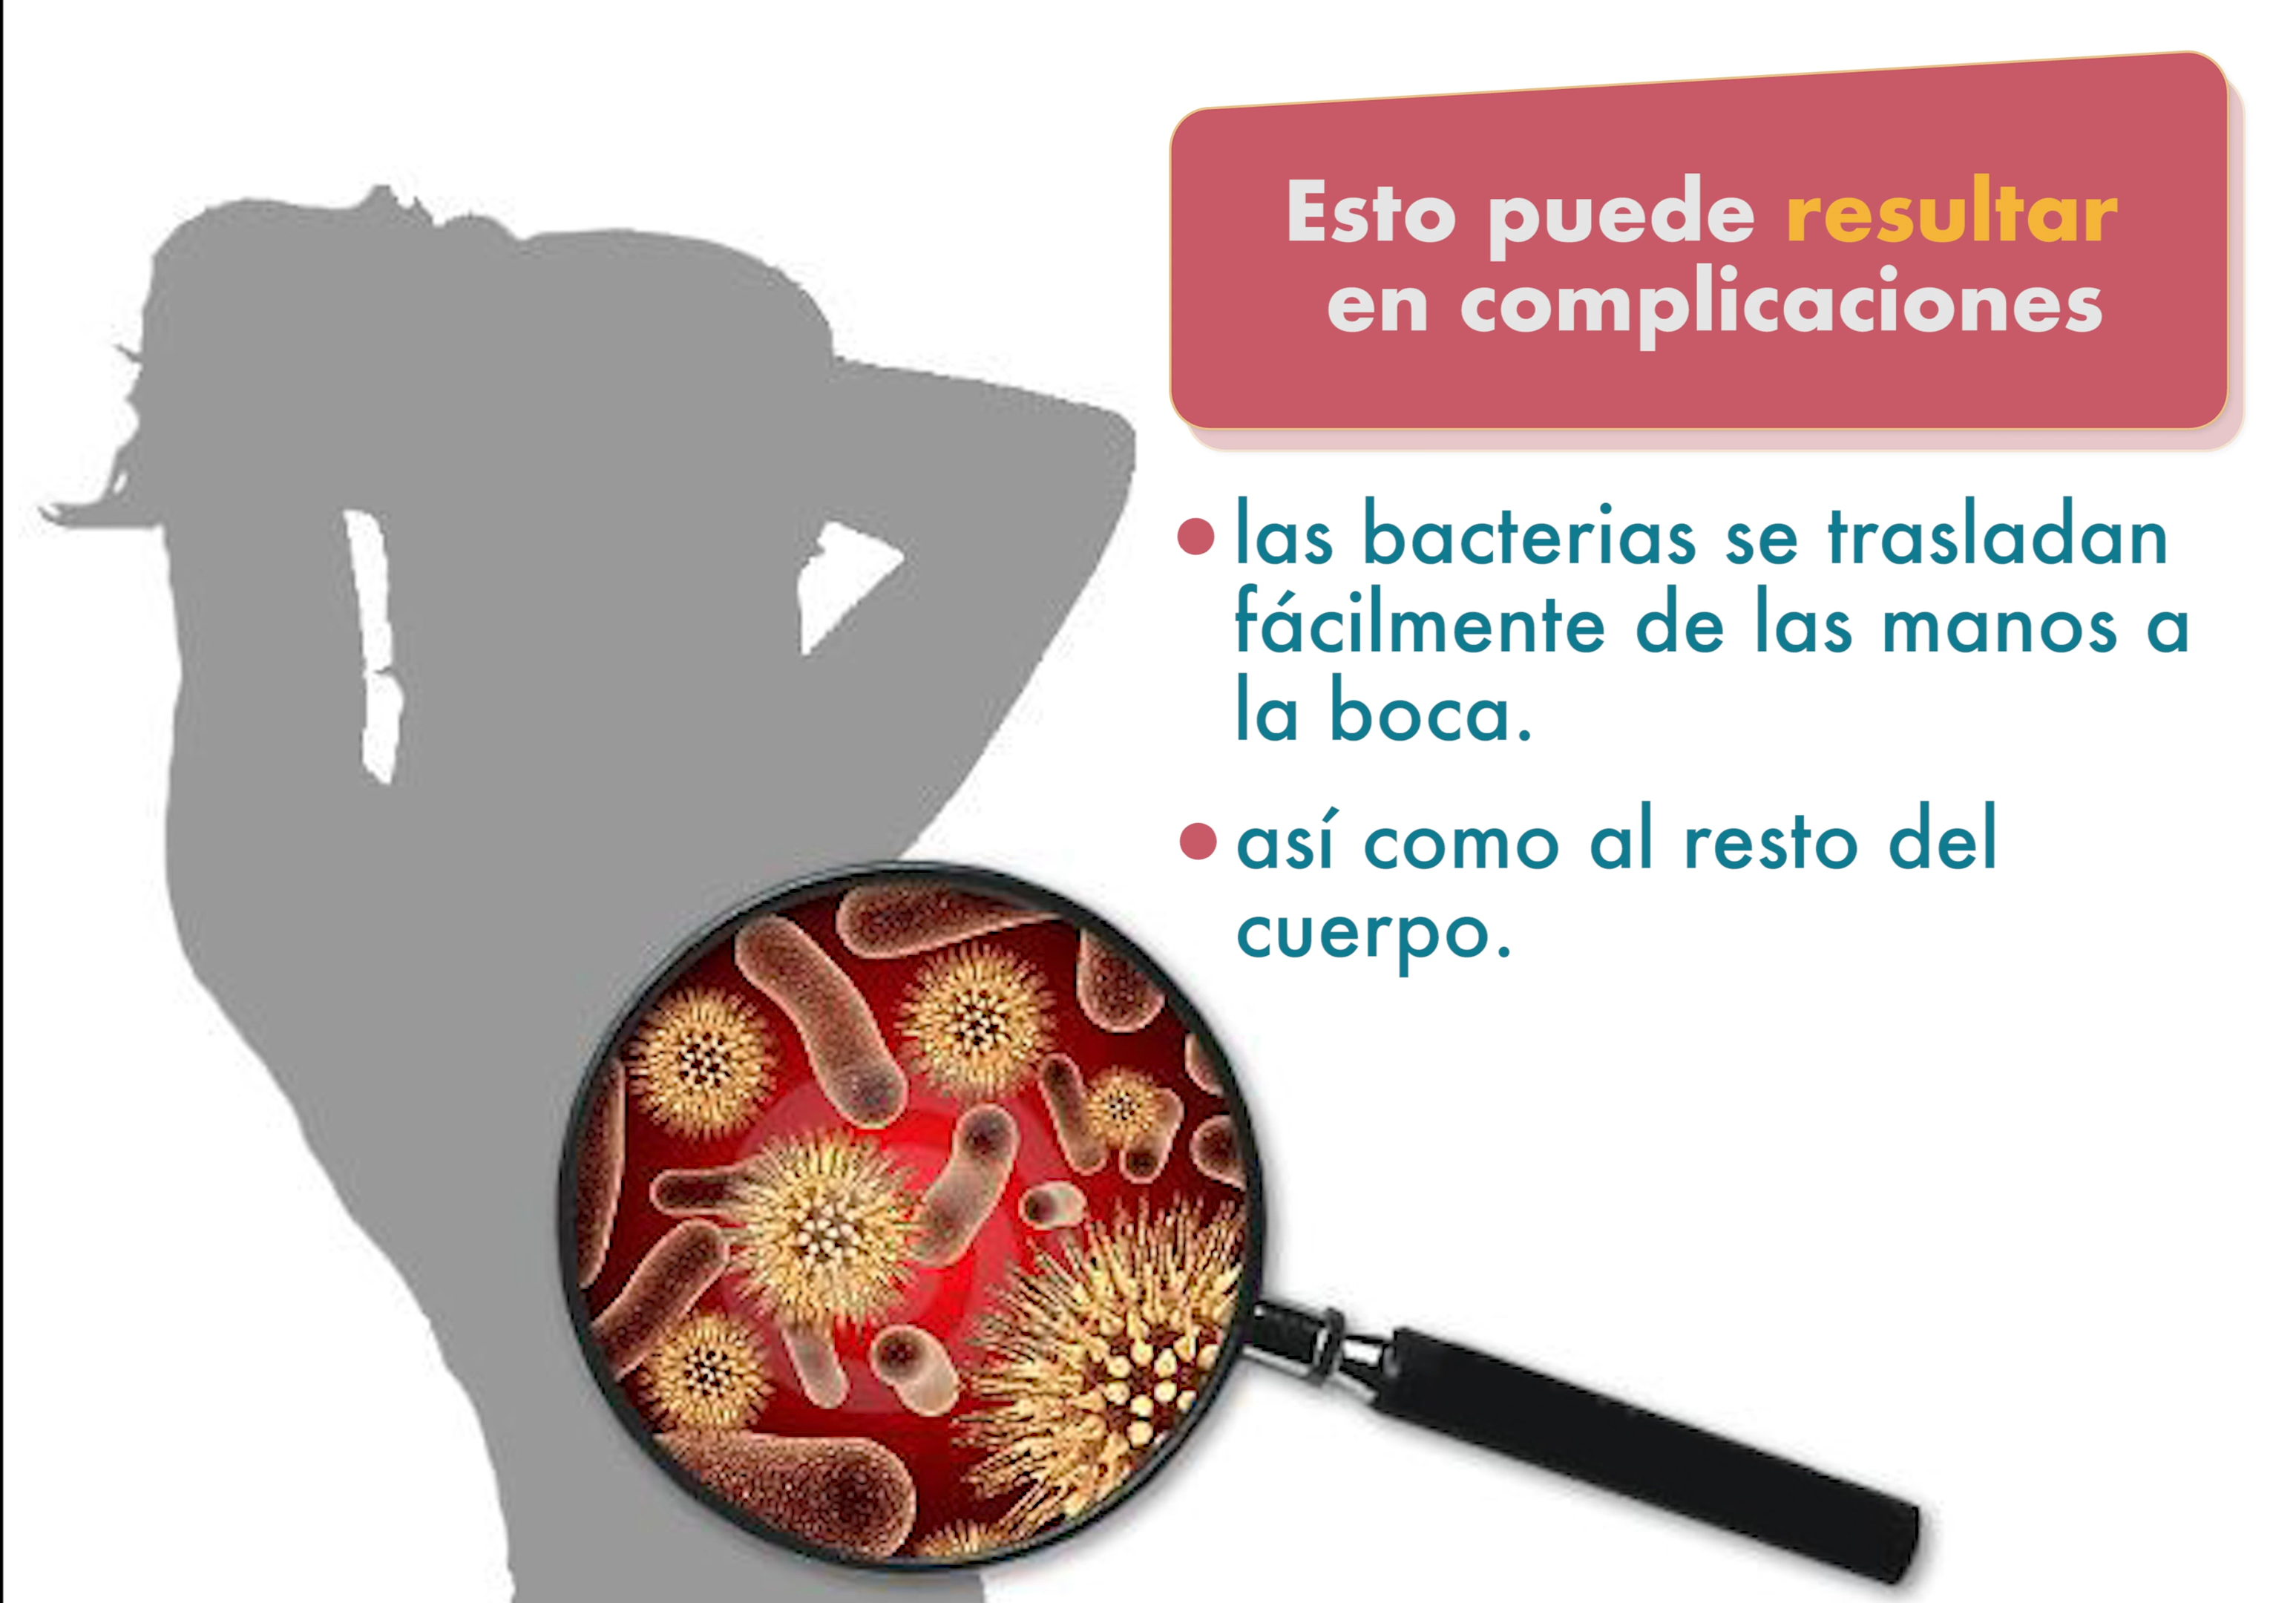 Esto puede resultar
en complicaciones
• las bacterias se trasladan
fácilmente de las manos a
la boca.
• así como al resto del
cuerpo.